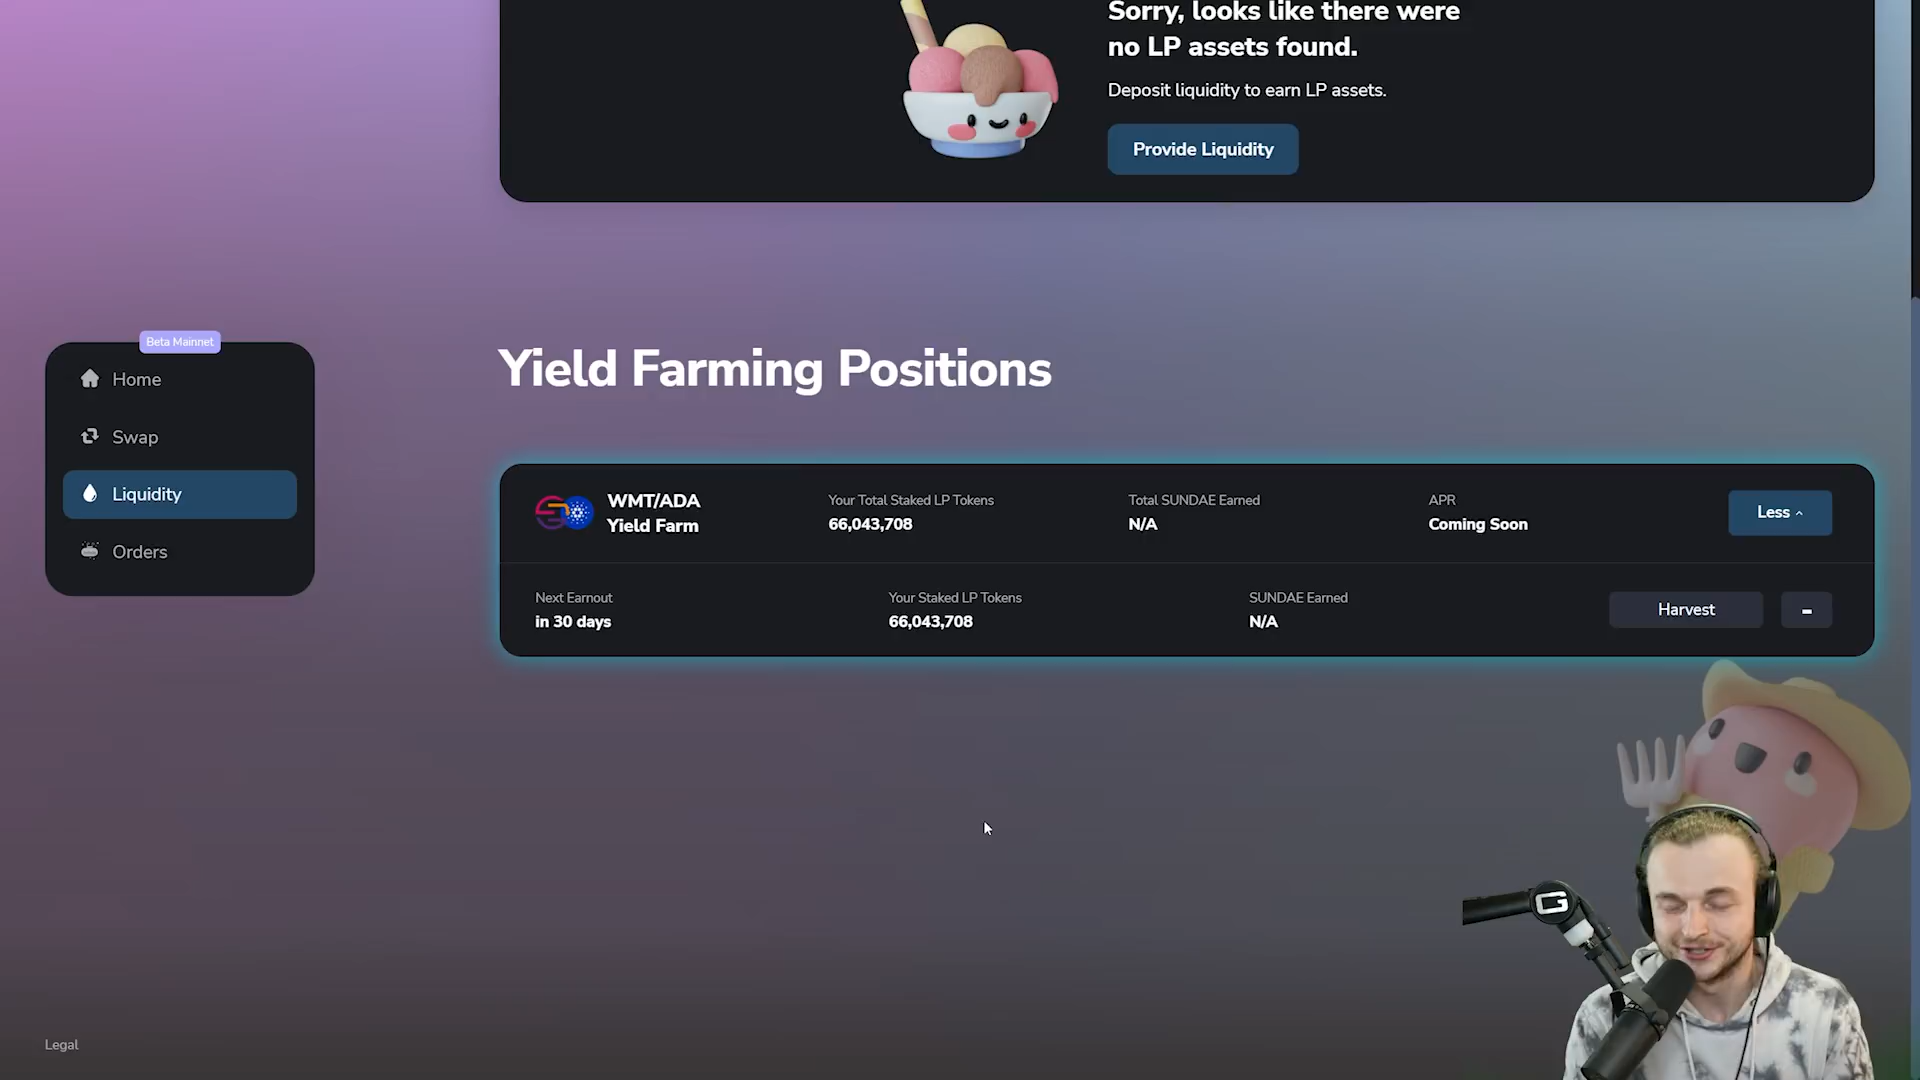 Sorry, looks like there were
no LP assets found.
Deposit liquidity to earn LP assets.
Provide Liquidity
Beta Mainnet
Home
Swap
Liquidity
Orders
Yield Farming Positions
WMT/ADA
Yield Farm
Your Total Staked LP Tokens
66,043,708
Total SUNDAE Earned
N/A
APR
Coming Soon
Less
Next Earnout
in 30 days
Your Staked LP Tokens
66,043,708
SUNDAE Earned
N/A
Harvest
-
G
Legal